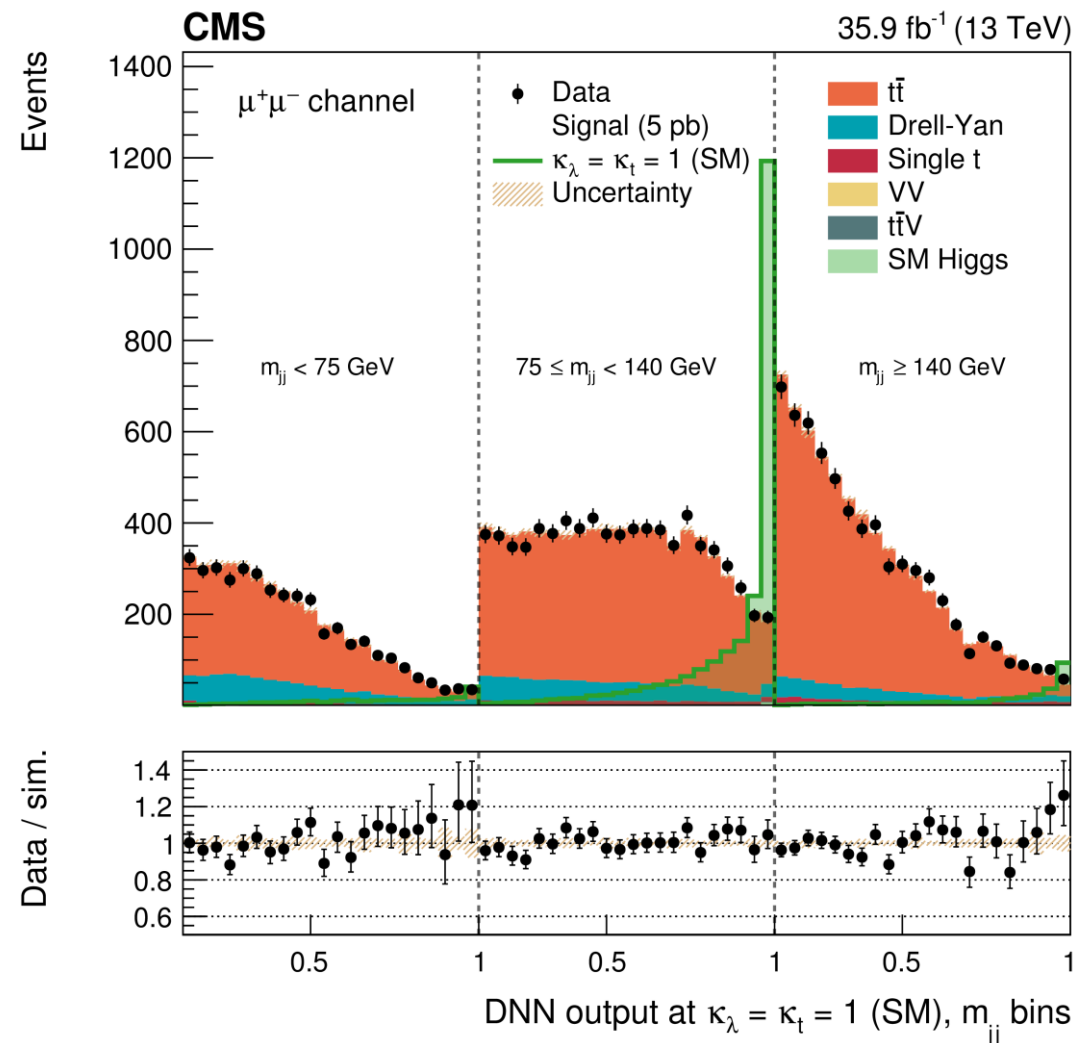 CMS 35.9 fb⁻¹ (13 TeV)
Events
1400
1200
1000
800
600
400
200
μ⁺μ⁻ channel
Data
Signal (5 pb)
κ_λ = κ_t = 1 (SM)
Uncertainty
tt̄
Drell-Yan
Single t
VV
tt̄V
SM Higgs
m_jj < 75 GeV
75 ≤ m_jj < 140 GeV
m_jj ≥ 140 GeV
Data / sim.
1.4
1.2
1
0.8
0.6
0.5 1 0.5 1 0.5 1
DNN output at κ_λ = κ_t = 1 (SM), m_jj bins